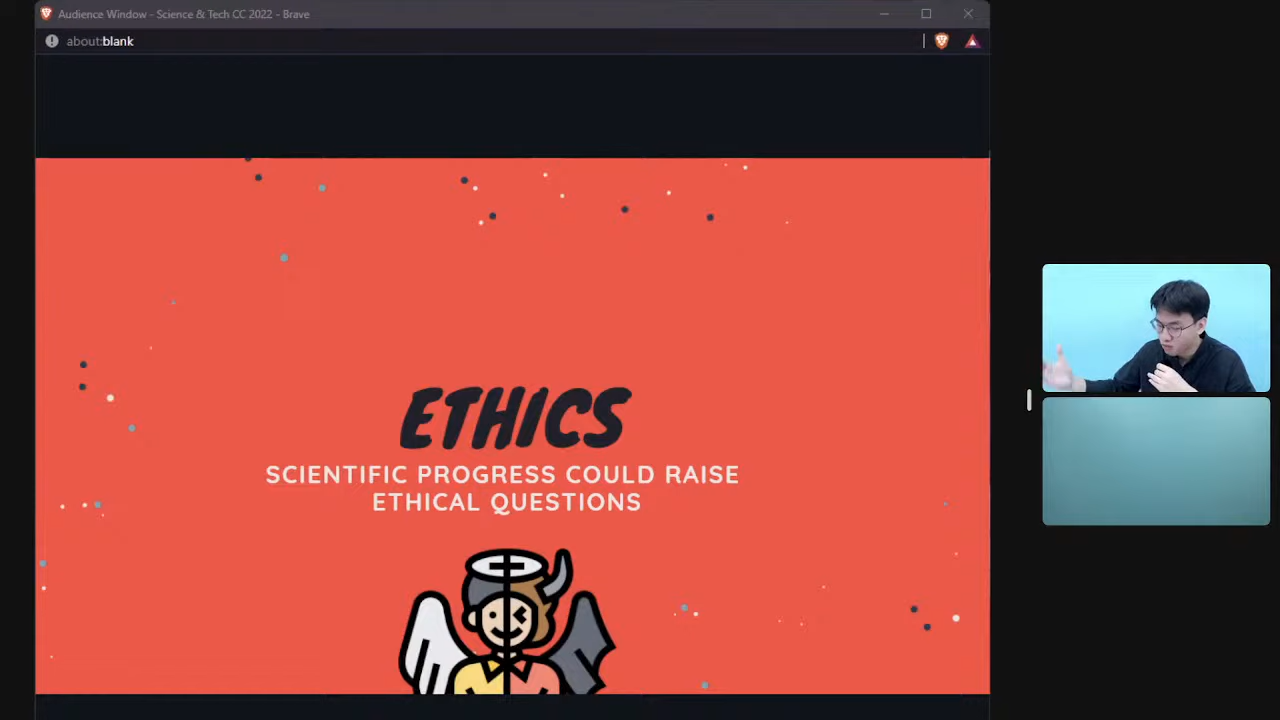 Audience Window - Science & Tech CC 2022 - Brave
about:blank
ETHICS
SCIENTIFIC PROGRESS COULD RAISE
ETHICAL QUESTIONS